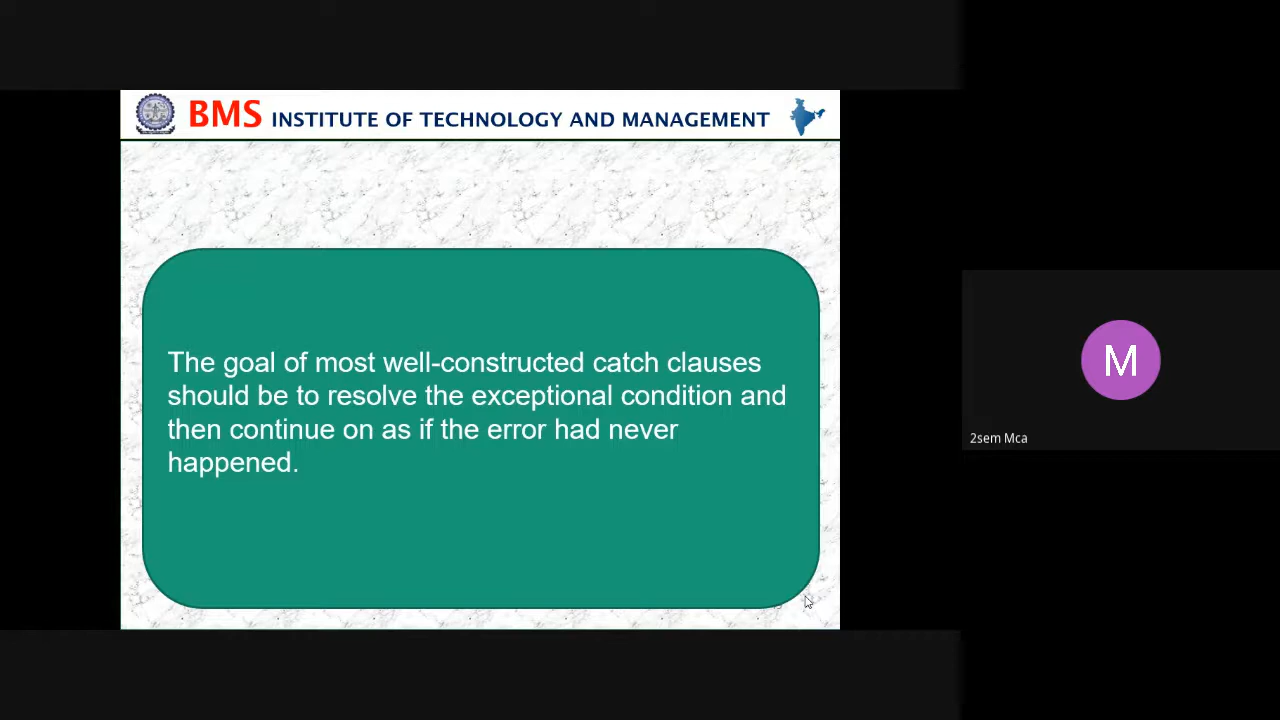 BMS INSTITUTE OF TECHNOLOGY AND MANAGEMENT
The goal of most well-constructed catch clauses
should be to resolve the exceptional condition and
then continue on as if the error had never
happened.
M
2sem Mca